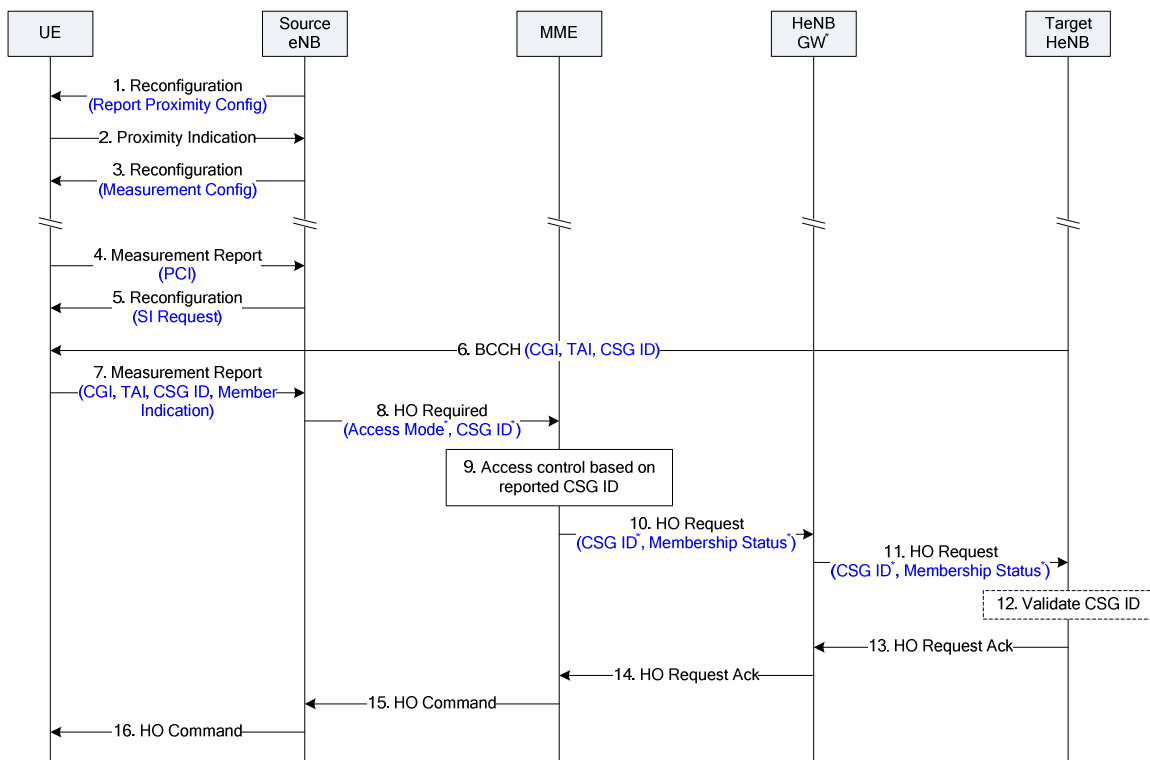 UE
Source
eNB
MME
HeNB
GW*
Target
HeNB
1. Reconfiguration
(Report Proximity Config)
2. Proximity Indication
3. Reconfiguration
(Measurement Config)
4. Measurement Report
(PCI)
5. Reconfiguration
(SI Request)
6. BCCH (CGI, TAI, CSG ID)
7. Measurement Report
(CGI, TAI, CSG ID, Member
Indication)
8. HO Required
(Access Mode*, CSG ID*)
9. Access control based on
reported CSG ID
10. HO Request
(CSG ID*, Membership Status*)
11. HO Request
(CSG ID*, Membership Status*)
12. Validate CSG ID
13. HO Request Ack
14. HO Request Ack
15. HO Command
16. HO Command